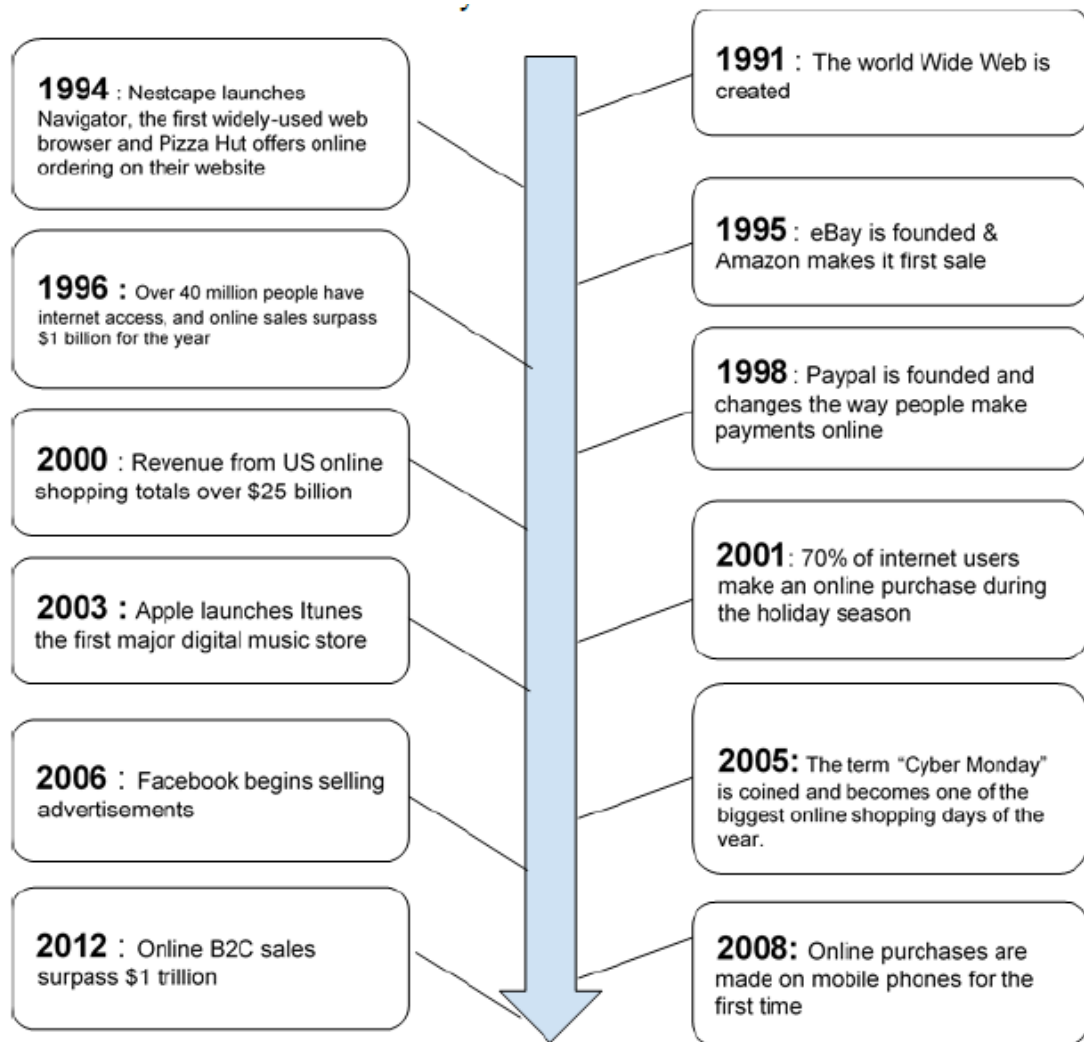 1991 : The world Wide Web is
created
1994 : Nestcape launches
Navigator, the first widely-used web
browser and Pizza Hut offers online
ordering on their website
1995 : eBay is founded &
Amazon makes it first sale
1996 : Over 40 million people have
internet access, and online sales surpass
$1 billion for the year
1998 : Paypal is founded and
changes the way people make
payments online
2000 : Revenue from US online
shopping totals over $25 billion
2001: 70% of internet users
make an online purchase during
the holiday season
2003 : Apple launches Itunes
the first major digital music store
2005: The term “Cyber Monday”
is coined and becomes one of the
biggest online shopping days of the
year.
2006 : Facebook begins selling
advertisements
2008: Online purchases are
made on mobile phones for the
first time
2012 : Online B2C sales
surpass $1 trillion